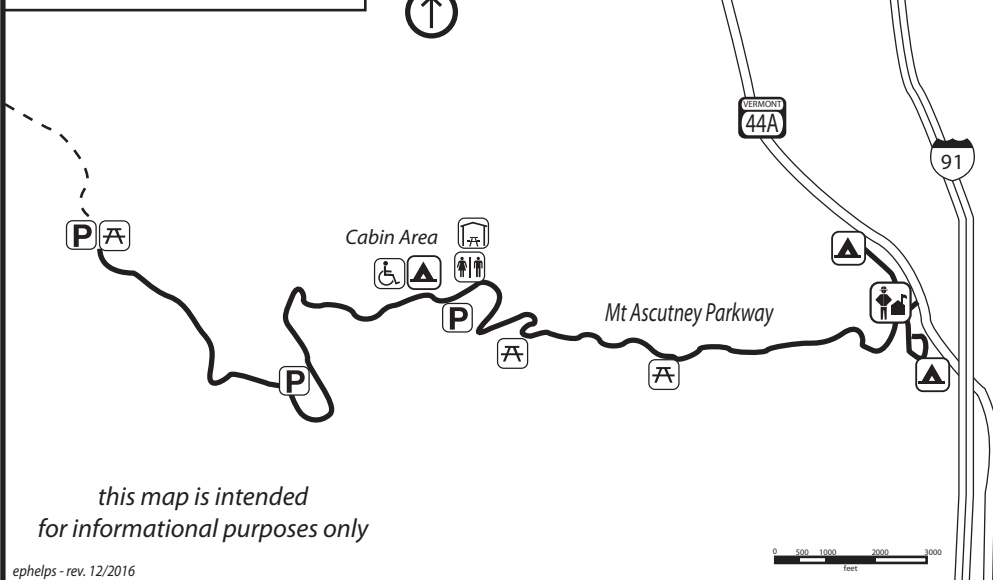 VERMONT
44A
91
P
Cabin Area
P
Mt Ascutney Parkway
P
this map is intended
for informational purposes only
0 500 1000 2000 3000
feet
ephelps - rev. 12/2016